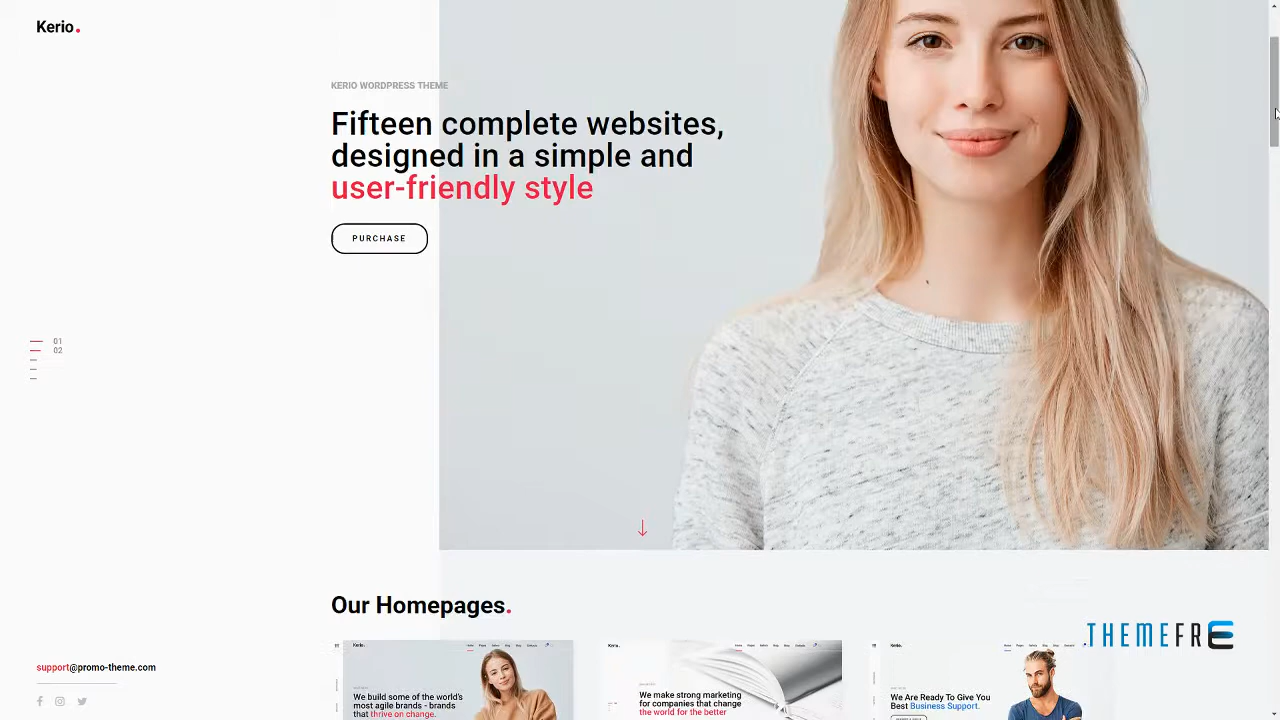 Kerio.
KERIO WORDPRESS THEME
Fifteen complete websites,
designed in a simple and
user-friendly style
PURCHASE
01
02
Our Homepages.
THEMEFRE
support@promo-theme.com
Kerio.
We build some of the world's
most agile brands - brands
that thrive on change.
Kerio.
We make strong marketing
for companies that change
the world for the better
Kerio.
We Are Ready To Give You
Best Business Support.